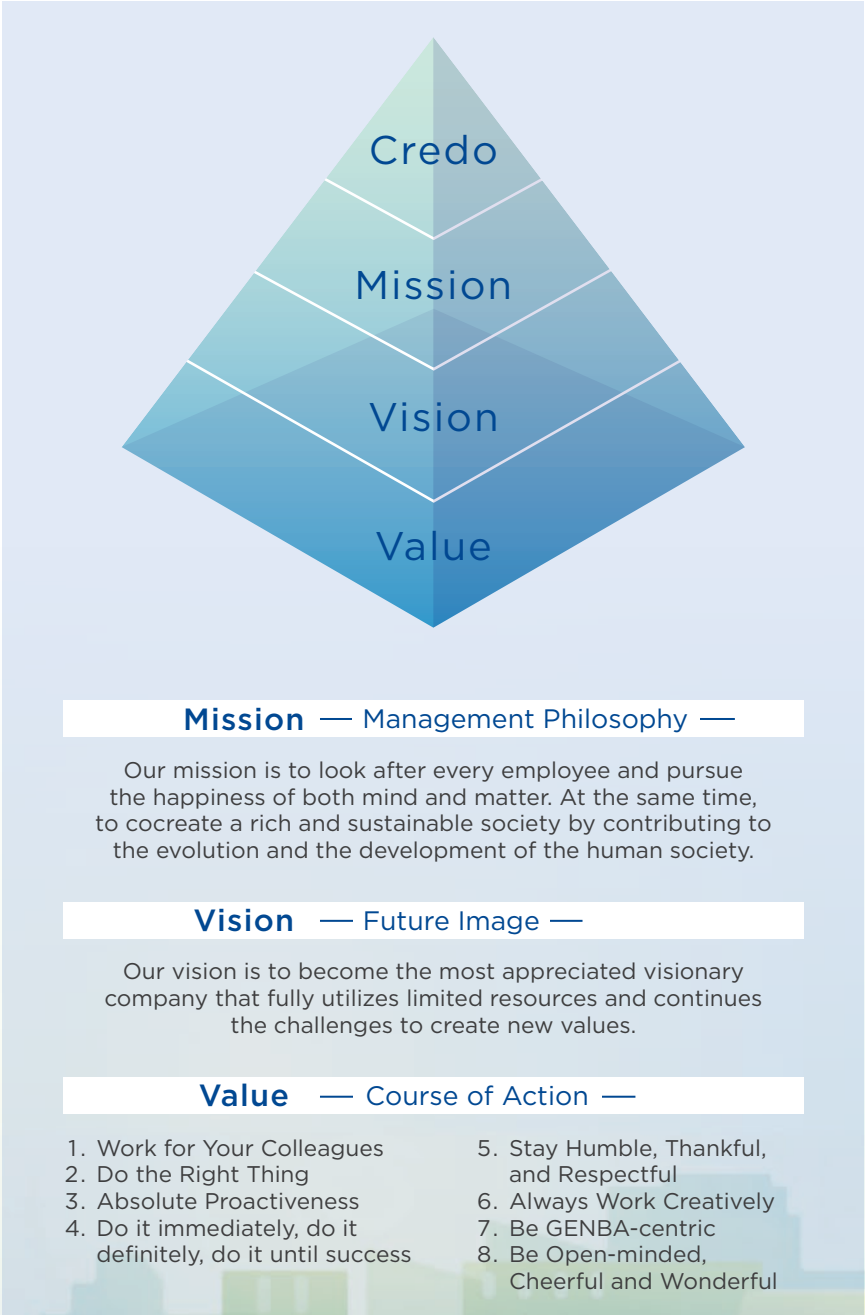 Credo
Mission
Vision
Value
Mission — Management Philosophy —
Our mission is to look after every employee and pursue
the happiness of both mind and matter. At the same time,
to cocreate a rich and sustainable society by contributing to
the evolution and the development of the human society.
Vision — Future Image —
Our vision is to become the most appreciated visionary
company that fully utilizes limited resources and continues
the challenges to create new values.
Value — Course of Action —
1. Work for Your Colleagues
2. Do the Right Thing
3. Absolute Proactiveness
4. Do it immediately, do it
definitely, do it until success
5. Stay Humble, Thankful,
and Respectful
6. Always Work Creatively
7. Be GENBA-centric
8. Be Open-minded,
Cheerful and Wonderful